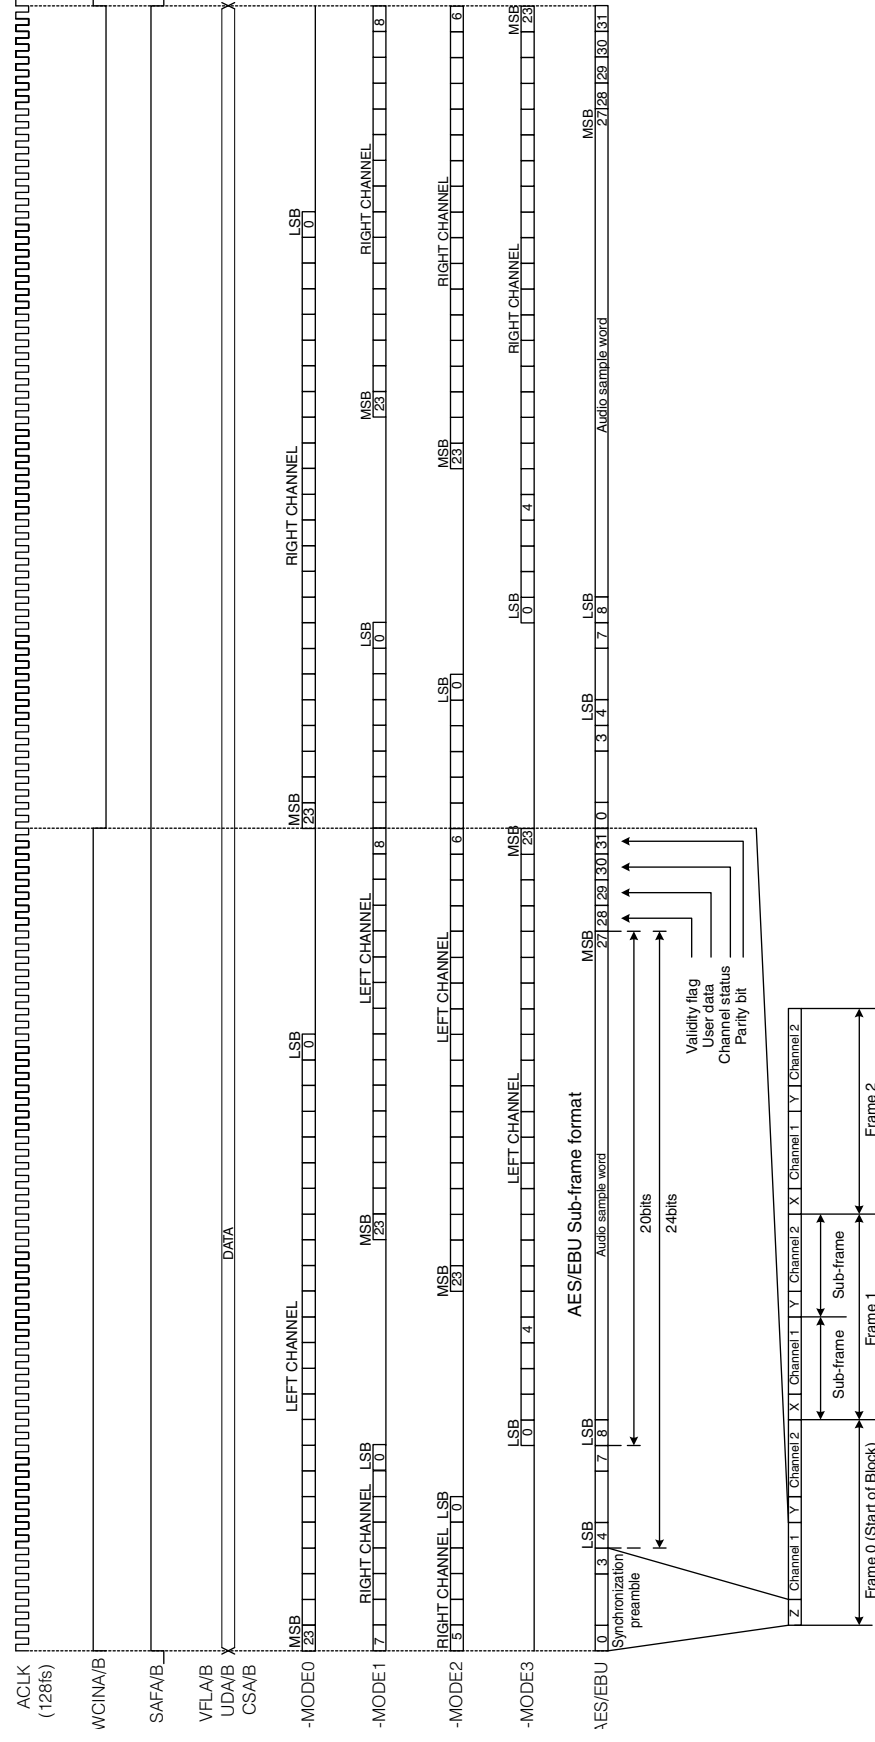 ACLK
(128fs)
WCINA/B
SAFA/B
VFLA/B
UDA/B
CSA/B
DATA
-MODE0
MSB
23
LEFT CHANNEL
LSB
0
MSB
23
RIGHT CHANNEL
LSB
0
-MODE1
7
RIGHT CHANNEL
LSB
0
MSB
23
LEFT CHANNEL
8
LSB
0
MSB
23
RIGHT CHANNEL
8
-MODE2
5
RIGHT CHANNEL
LSB
0
MSB
23
LEFT CHANNEL
6
LSB
0
MSB
23
RIGHT CHANNEL
6
-MODE3
LSB
0
4
LEFT CHANNEL
MSB
23
LSB
0
4
RIGHT CHANNEL
MSB
23
AES/EBU Sub-frame format
AES/EBU
0
3
LSB
4
7
LSB
8
Audio sample word
MSB
27
28
29
30
31
0
3
LSB
4
7
LSB
8
Audio sample word
MSB
27
28
29
30
31
Synchronization
preamble
20bits
24bits
Validity flag
User data
Channel status
Parity bit
Z Channel 1 Y Channel 2 X Channel 1 Y Channel 2 X Channel 1 Y Channel 2
Sub-frame Sub-frame
Frame 0 (Start of Block) Frame 1 Frame 2